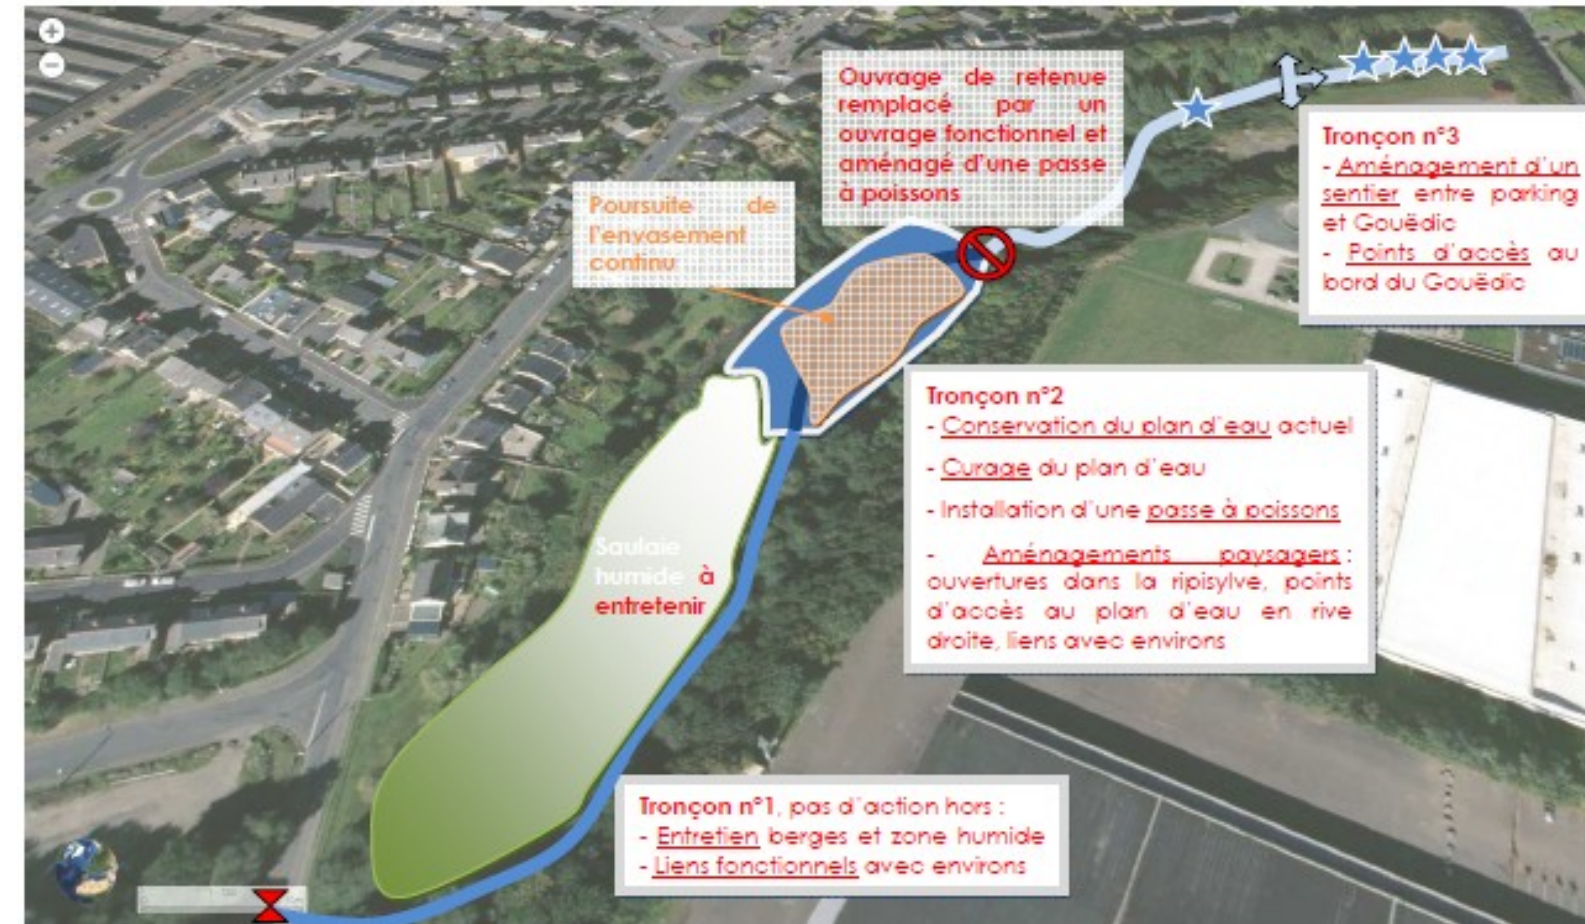 Ouvrage de retenue
remplacé par un
ouvrage fonctionnel et
aménagé d'une passe
à poissons
Poursuite de
l'envasement
continu
Tronçon n°3
- Aménagement d'un
sentier entre parking
et Gouëdic
- Points d'accès au
bord du Gouëdic
Tronçon n°2
- Conservation du plan d'eau actuel
- Curage du plan d'eau
- Installation d'une passe à poissons
- Aménagements paysagers :
ouvertures dans la ripisylve, points
d'accès au plan d'eau en rive
droite, liens avec environs
Saulaie
humide à
entretenir
Tronçon n°1, pas d'action hors :
- Entretien berges et zone humide
- Liens fonctionnels avec environs